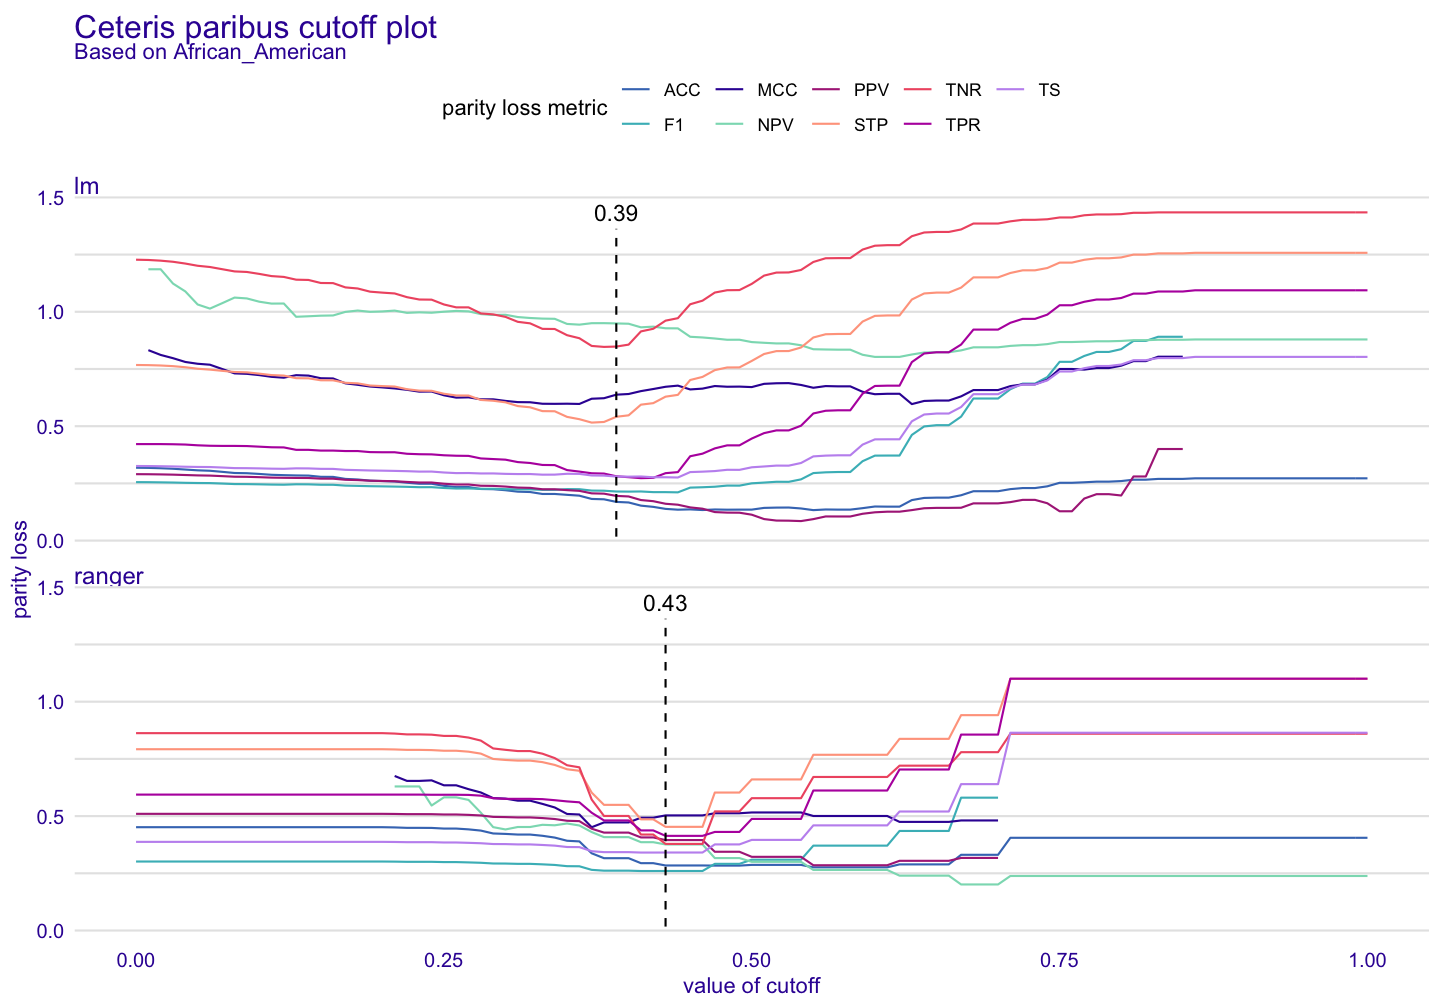 Ceteris paribus cutoff plot
Based on African_American
parity loss metric
ACC MCC PPV TNR TS
F1 NPV STP TPR
lm
1.5
0.39
1.0
0.5
0.0
parity loss
ranger
1.5
0.43
1.0
0.5
0.0
0.00 0.25 0.50 0.75 1.00
value of cutoff